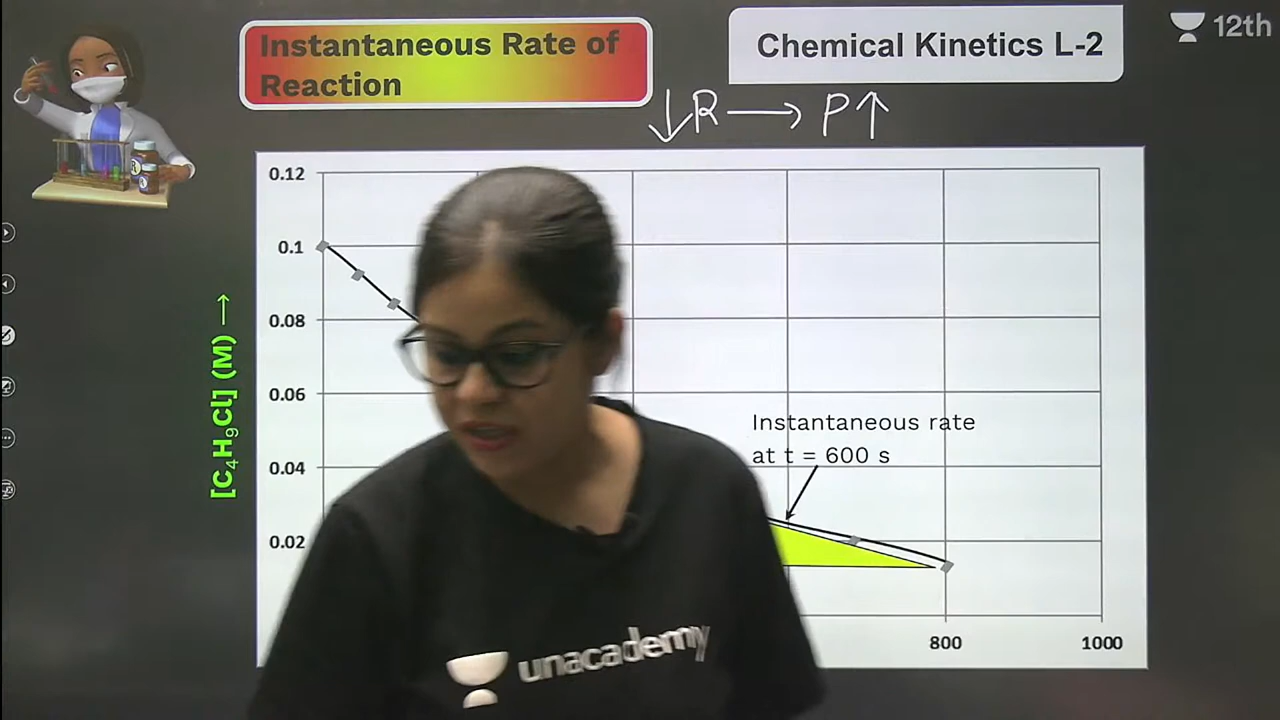 Instantaneous Rate of
Reaction
Chemical Kinetics L-2
12th
↓R ⟶ P↑
0.12
0.1
0.08
0.06
0.04
0.02
[C₄H₉Cl] (M) ⟶
Instantaneous rate
at t = 600 s
800
1000
unacademy